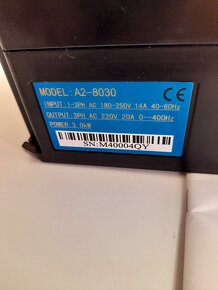 MODEL: A2-8030 CE
INPUT: 1-3PH AC 180-250V 14A 40-60Hz
OUTPUT: 3PH AC 220V 20A 0--400Hz
POWER: 3.0kW
SN:M40004QY